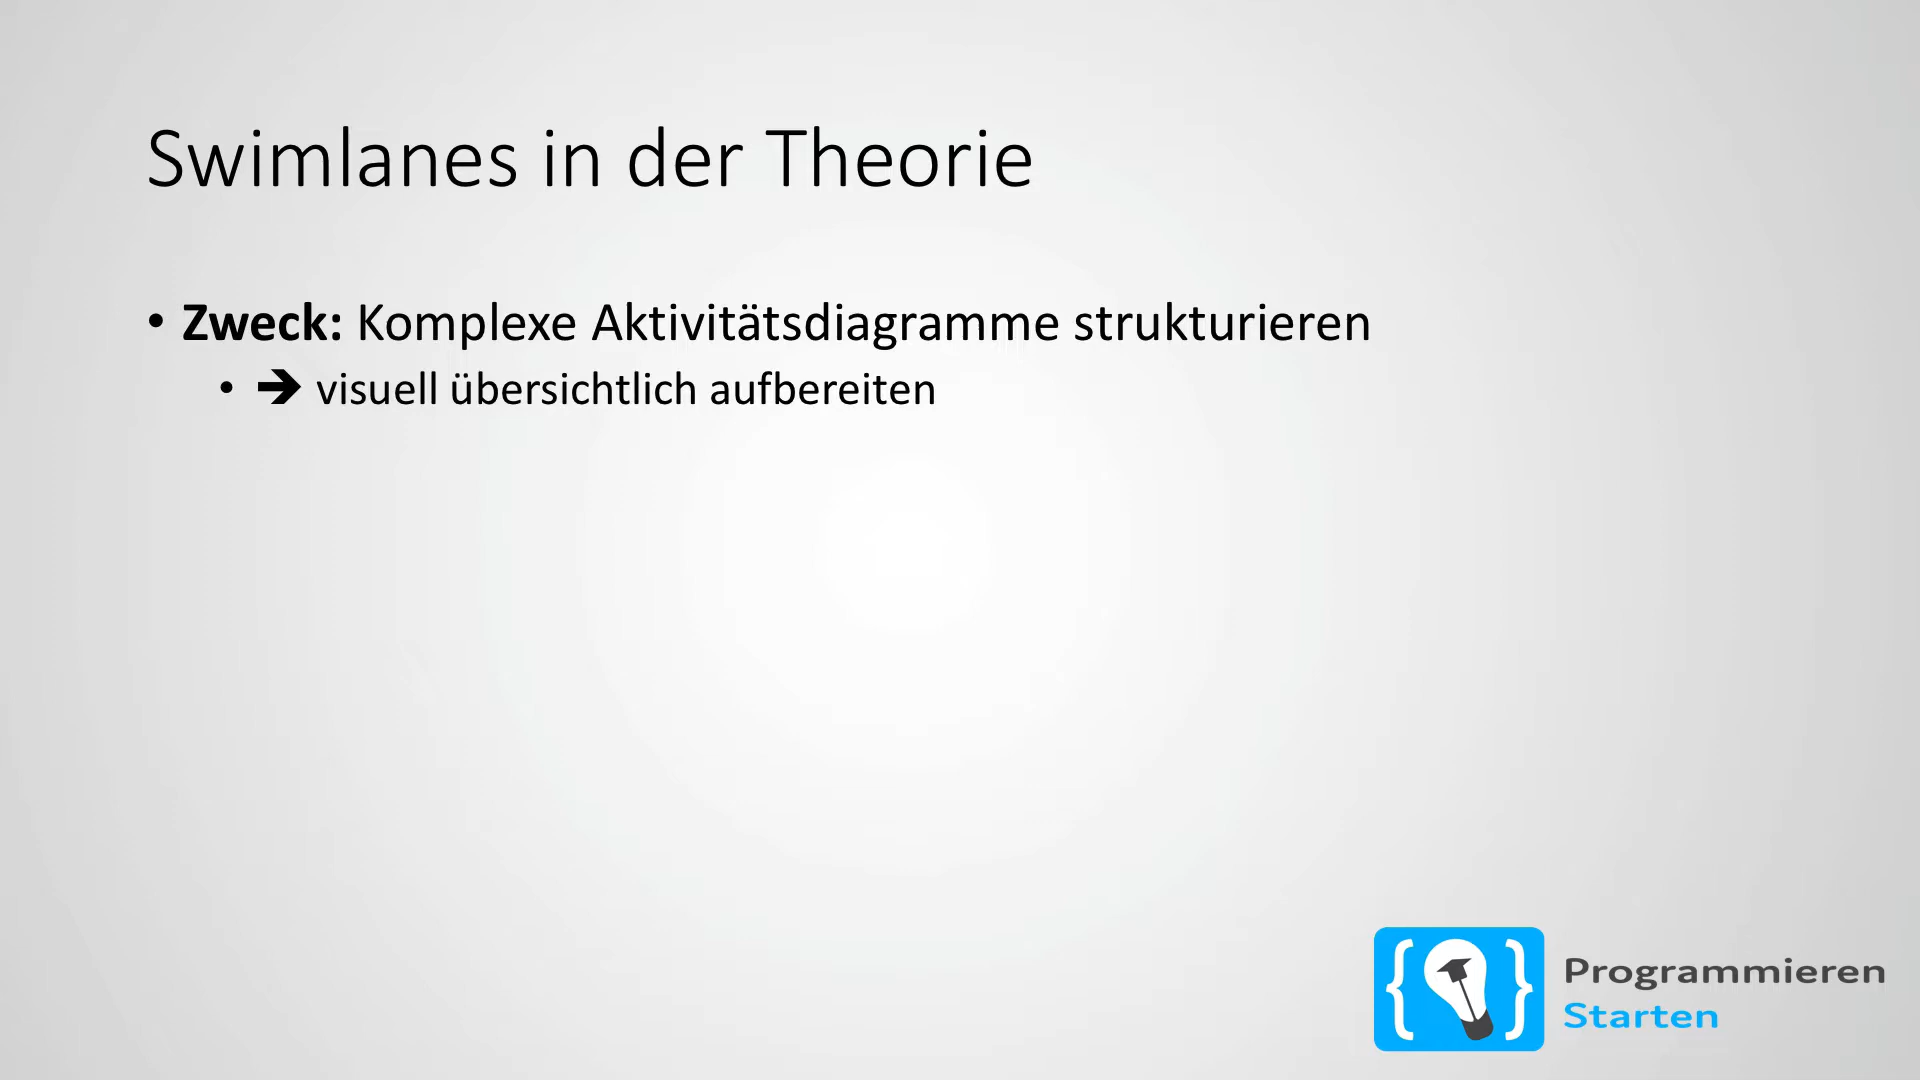 Swimlanes in der Theorie
• Zweck: Komplexe Aktivitätsdiagramme strukturieren
• ➔ visuell übersichtlich aufbereiten
Programmieren
Starten